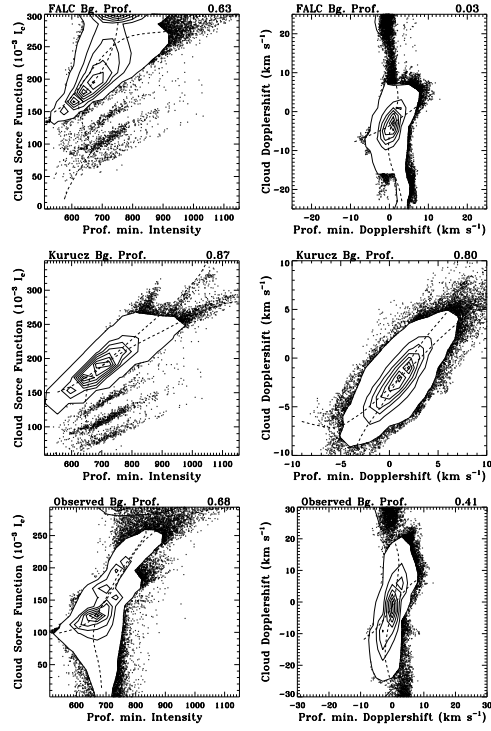 FALC Bg. Prof. 0.63
300
250
200
150
100
50
0
Cloud Sorce Function (10⁻³ Ic)
600 700 800 900 1000 1100
Prof. min. Intensity
FALC Bg. Prof. 0.03
20
10
0
−10
−20
Cloud Dopplershift (km s⁻¹)
−20 −10 0 10 20
Prof. min. Dopplershift (km s⁻¹)
Kurucz Bg. Prof. 0.87
300
250
200
150
100
Cloud Sorce Function (10⁻³ Ic)
600 700 800 900 1000 1100
Prof. min. Intensity
Kurucz Bg. Prof. 0.80
10
5
0
−5
−10
Cloud Dopplershift (km s⁻¹)
−10 −5 0 5 10
Prof. min. Dopplershift (km s⁻¹)
Observed Bg. Prof. 0.68
250
200
150
100
50
Cloud Sorce Function (10⁻³ Ic)
600 700 800 900 1000 1100
Prof. min. Intensity
Observed Bg. Prof. 0.41
30
20
10
0
−10
−20
−30
Cloud Dopplershift (km s⁻¹)
−30 −20 −10 0 10 20 30
Prof. min. Dopplershift (km s⁻¹)